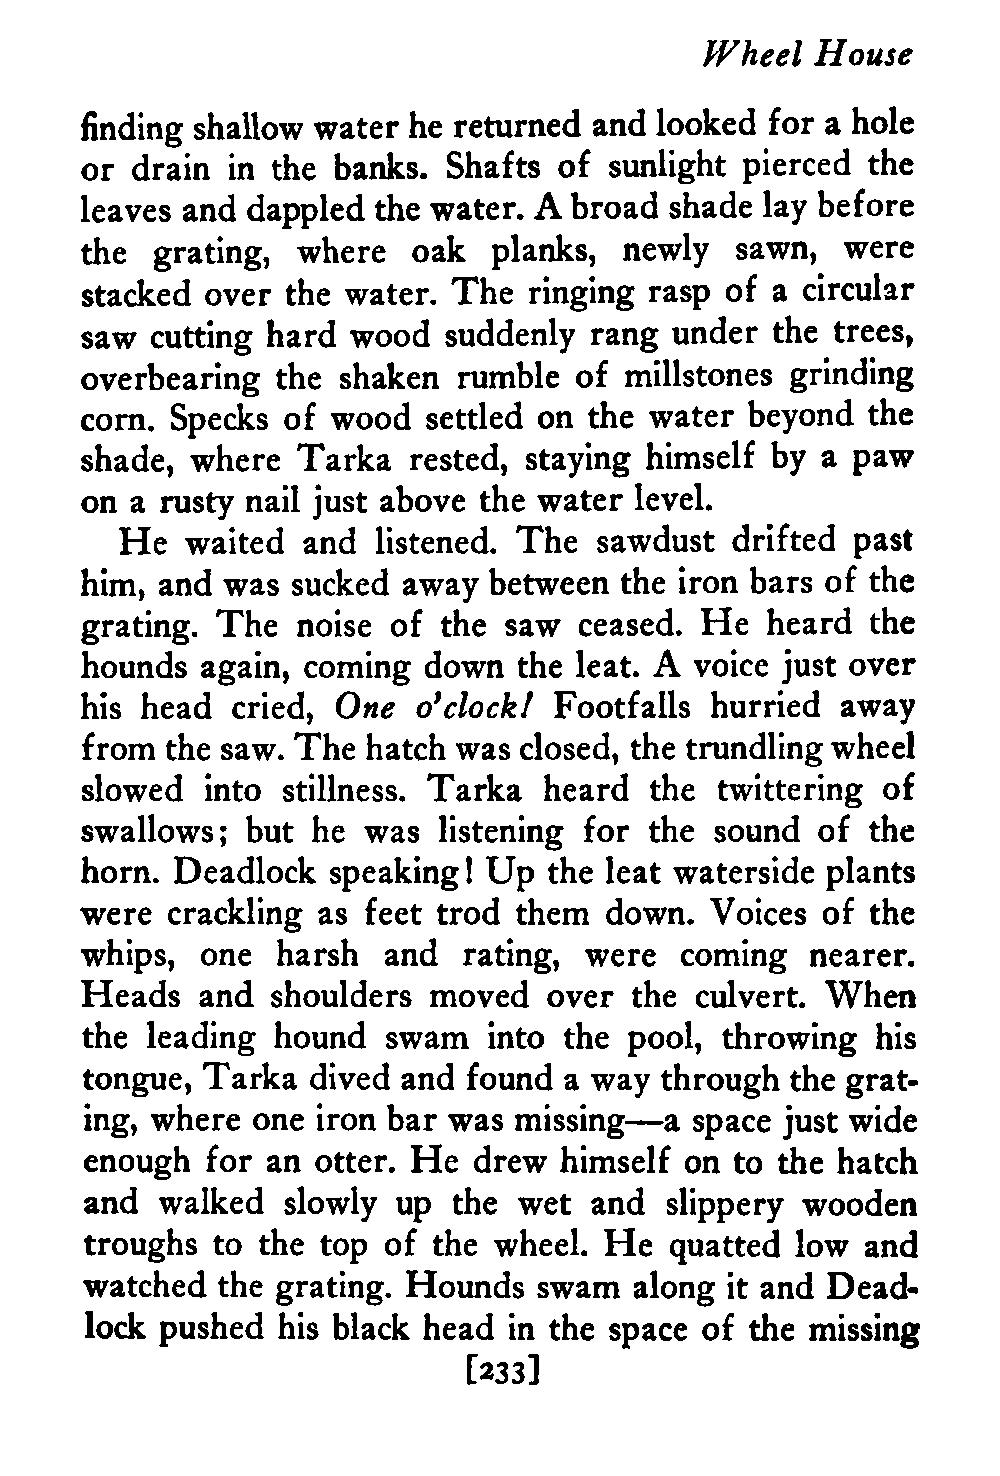 Wheel House
finding shallow water he returned and looked for a hole
or drain in the banks. Shafts of sunlight pierced the
leaves and dappled the water. A broad shade lay before
the grating, where oak planks, newly sawn, were
stacked over the water. The ringing rasp of a circular
saw cutting hard wood suddenly rang under the trees,
overbearing the shaken rumble of millstones grinding
corn. Specks of wood settled on the water beyond the
shade, where Tarka rested, staying himself by a paw
on a rusty nail just above the water level.
He waited and listened. The sawdust drifted past
him, and was sucked away between the iron bars of the
grating. The noise of the saw ceased. He heard the
hounds again, coming down the leat. A voice just over
his head cried, One o'clock! Footfalls hurried away
from the saw. The hatch was closed, the trundling wheel
slowed into stillness. Tarka heard the twittering of
swallows; but he was listening for the sound of the
horn. Deadlock speaking! Up the leat waterside plants
were crackling as feet trod them down. Voices of the
whips, one harsh and rating, were coming nearer.
Heads and shoulders moved over the culvert. When
the leading hound swam into the pool, throwing his
tongue, Tarka dived and found a way through the grat-
ing, where one iron bar was missing—a space just wide
enough for an otter. He drew himself on to the hatch
and walked slowly up the wet and slippery wooden
troughs to the top of the wheel. He quatted low and
watched the grating. Hounds swam along it and Dead-
lock pushed his black head in the space of the missing
[233]